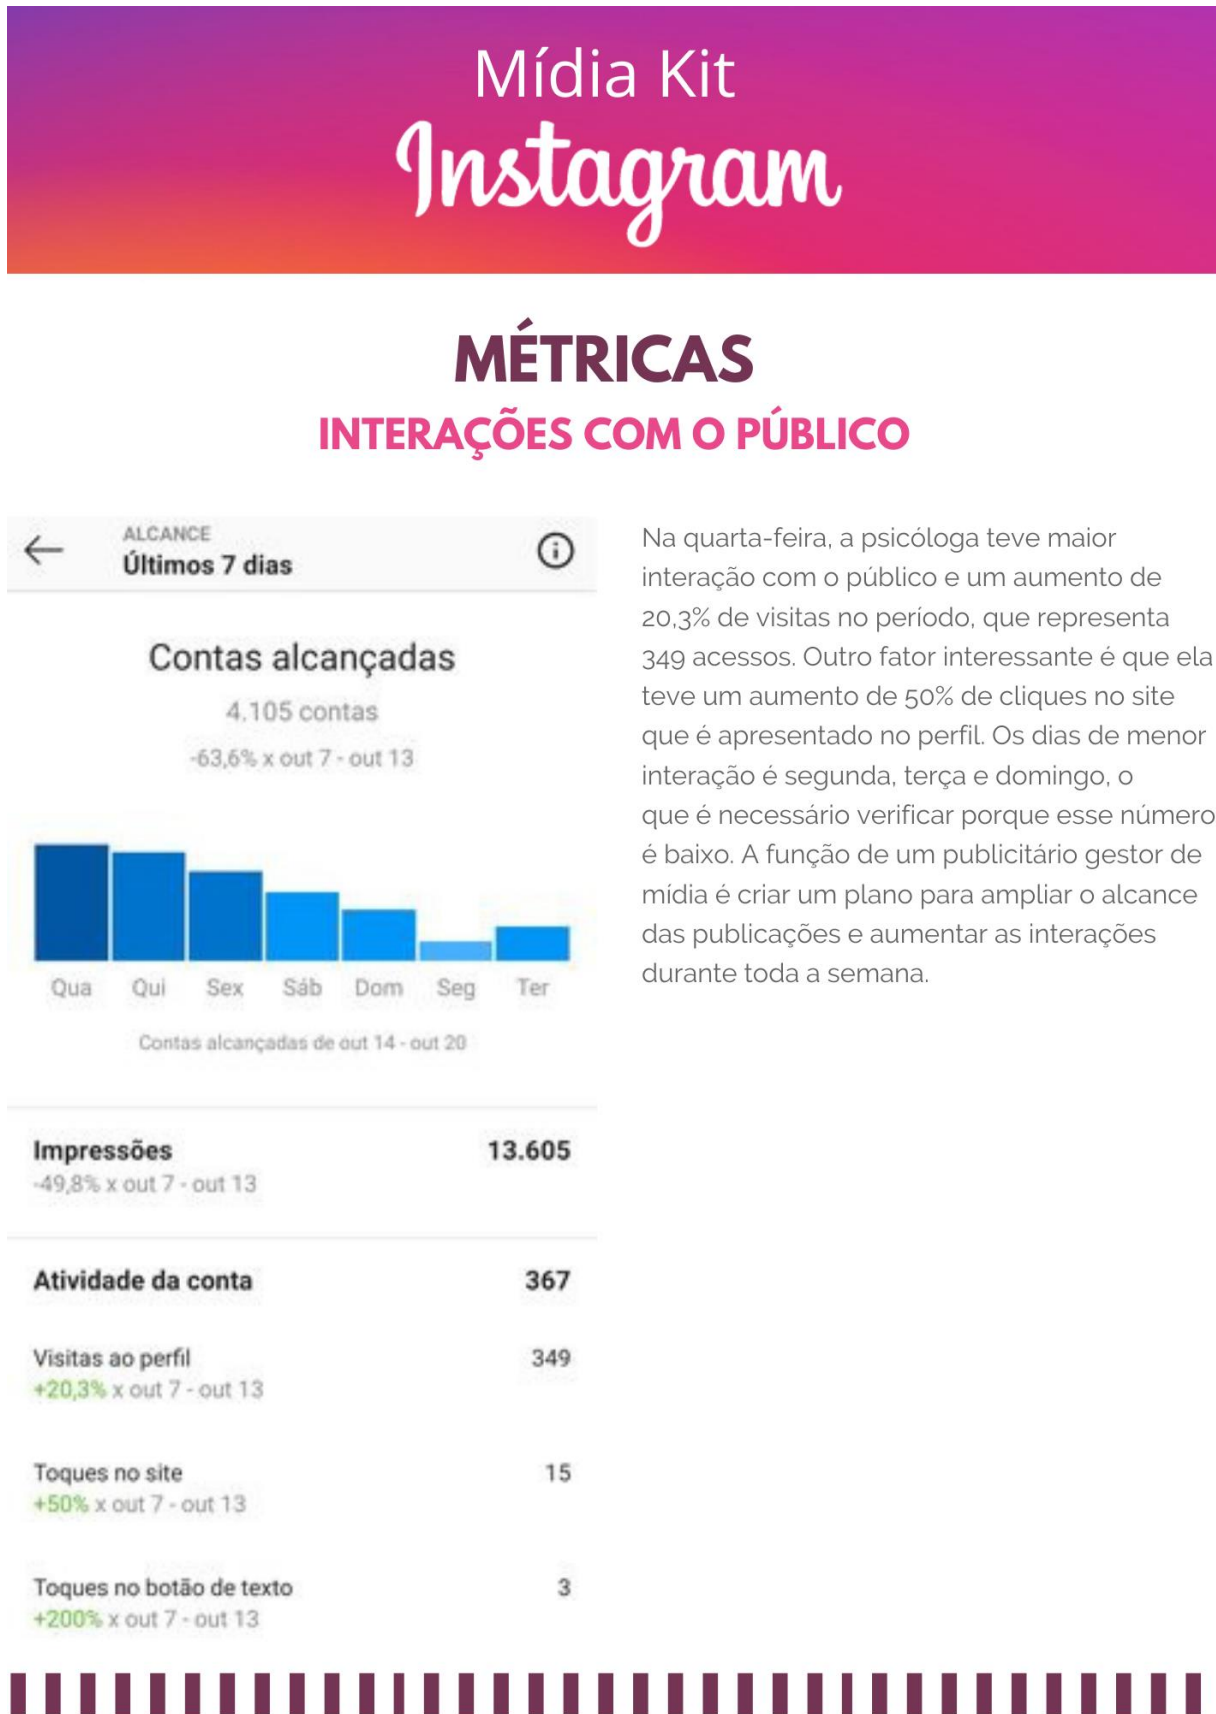 Mídia Kit
Instagram
MÉTRICAS
INTERAÇÕES COM O PÚBLICO
ALCANCE
Últimos 7 dias
Contas alcançadas
4.105 contas
-63,6% x out 7 - out 13
Qua Qui Sex Sáb Dom Seg Ter
Contas alcançadas de out 14 - out 20
Impressões 13.605
-49,8% x out 7 - out 13
Atividade da conta 367
Visitas ao perfil 349
+20,3% x out 7 - out 13
Toques no site 15
+50% x out 7 - out 13
Toques no botão de texto 3
+200% x out 7 - out 13
Na quarta-feira, a psicóloga teve maior
interação com o público e um aumento de
20,3% de visitas no período, que representa
349 acessos. Outro fator interessante é que ela
teve um aumento de 50% de cliques no site
que é apresentado no perfil. Os dias de menor
interação é segunda, terça e domingo, o
que é necessário verificar porque esse número
é baixo. A função de um publicitário gestor de
mídia é criar um plano para ampliar o alcance
das publicações e aumentar as interações
durante toda a semana.